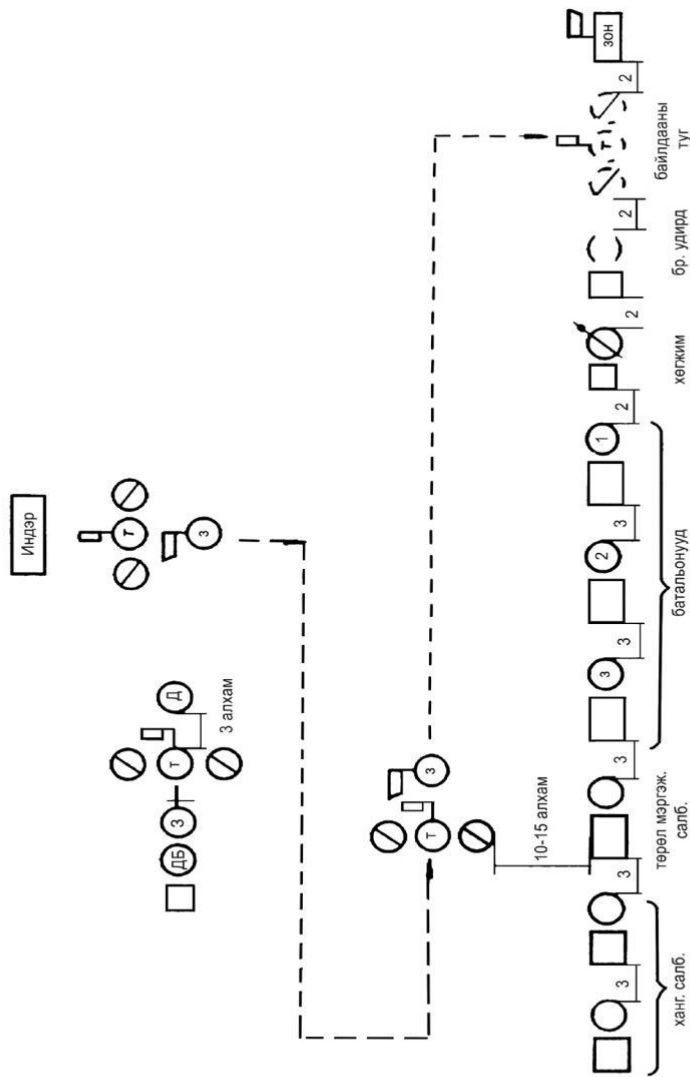 Индэр
Т
З
ДБ З Т Д
3 алхам
Т З
10-15 алхам
3 2 1 Т ЗОН
3 3 3 3 3 2 2 2 2
ханг. салб.
төрөл мэргэж.
салб.
батальонууд
хөгжим
бр. удирд
байлдааны
туг